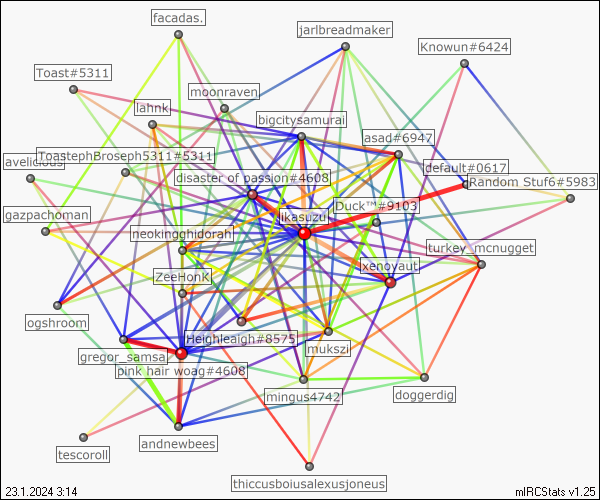 facadas.
jarlbreadmaker
Knowun#6424
Toast#5311
moonraven
lahnk
bigcitysamurai
asad#6947
avelicious
ToastephBroseph5311#5311
default#0617
disaster of passion#4608
Random Stuf6#5983
Duck™#9103
gazpachoman
likasuzu
neokingghidorah
turkey_mcnugget
xenovaut
ZeeHonk
ogshroom
Heighleaigh#8575
mukszi
gregor_samsa
pink hair woag#4608
doggerdig
mingus4742
andnewbees
tescoroll
thiccusboiusalexusjoneus
23.1.2024 3:14
mIRCStats v1.25